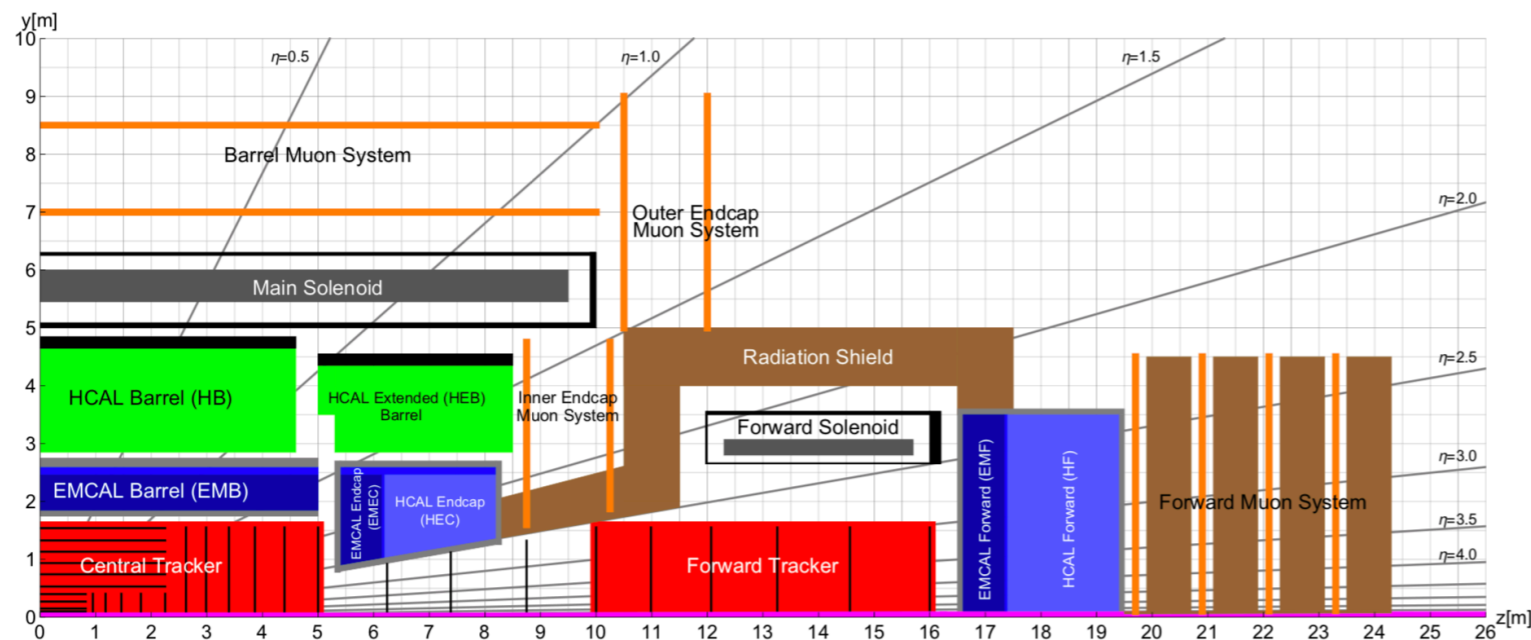 y[m]
10
η=0.5
η=1.0
η=1.5
9
8
Barrel Muon System
7
Outer Endcap
Muon System
η=2.0
6
Main Solenoid
5
Radiation Shield
η=2.5
4
HCAL Barrel (HB)
HCAL Extended (HEB)
Barrel
Inner Endcap
Muon System
Forward Solenoid
3
η=3.0
EMCAL Barrel (EMB)
EMCAL Endcap
(EMEC)
HCAL Endcap
(HEC)
EMCAL Forward (EMF)
HCAL Forward (HF)
Forward Muon System
2
η=3.5
1
Central Tracker
Forward Tracker
η=4.0
0
0 1 2 3 4 5 6 7 8 9 10 11 12 13 14 15 16 17 18 19 20 21 22 23 24 25 26 z[m]